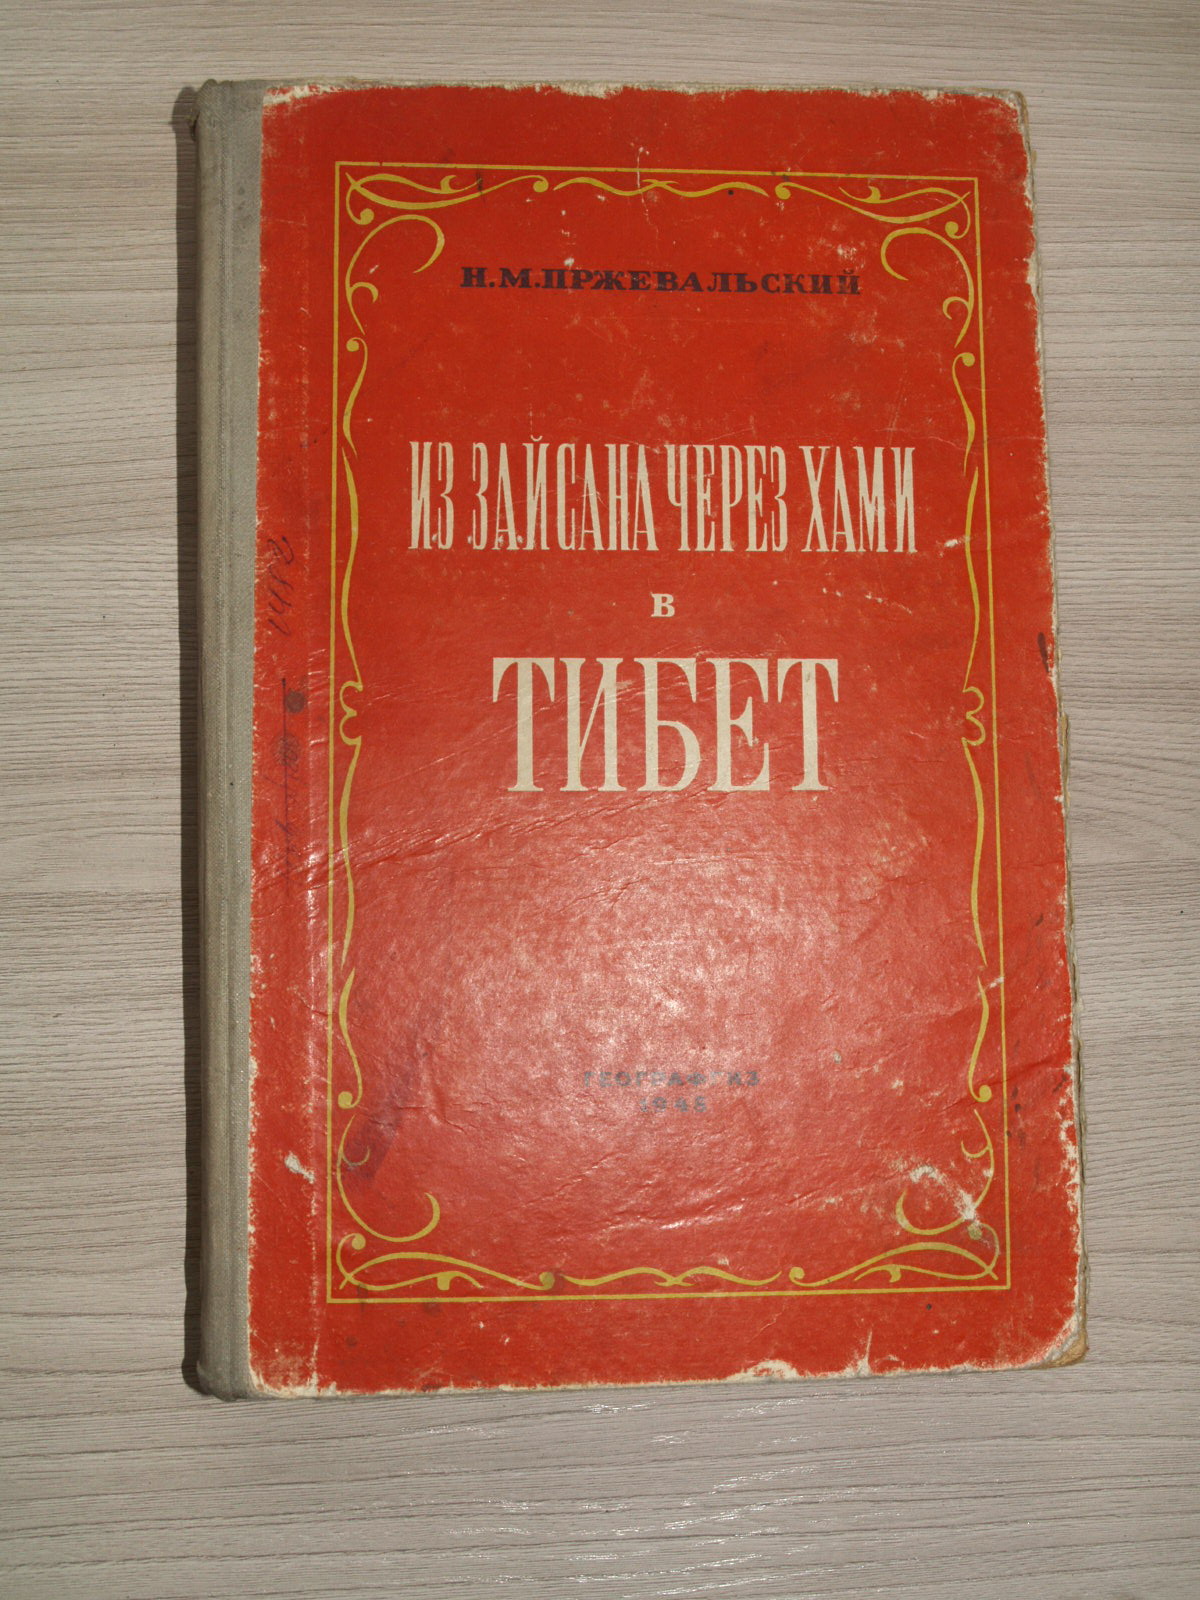 Н.М.ПРЖЕВАЛЬСКИЙ
ИЗ ЗАЙСАНА ЧЕРЕЗ ХАМИ
В
ТИБЕТ
ГЕОГРАФГИЗ